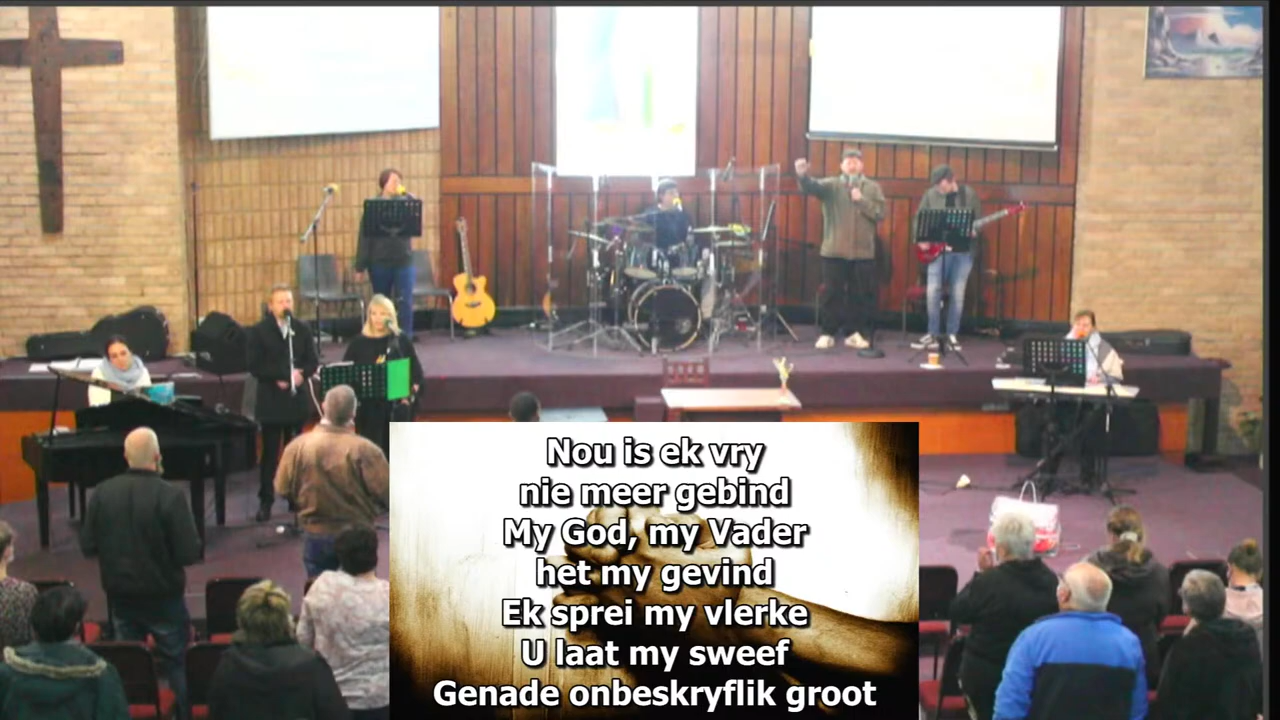 Nou is ek vry
nie meer gebind
My God, my Vader
het my gevind
Ek sprei my vlerke
U laat my sweef
Genade onbeskryflik groot